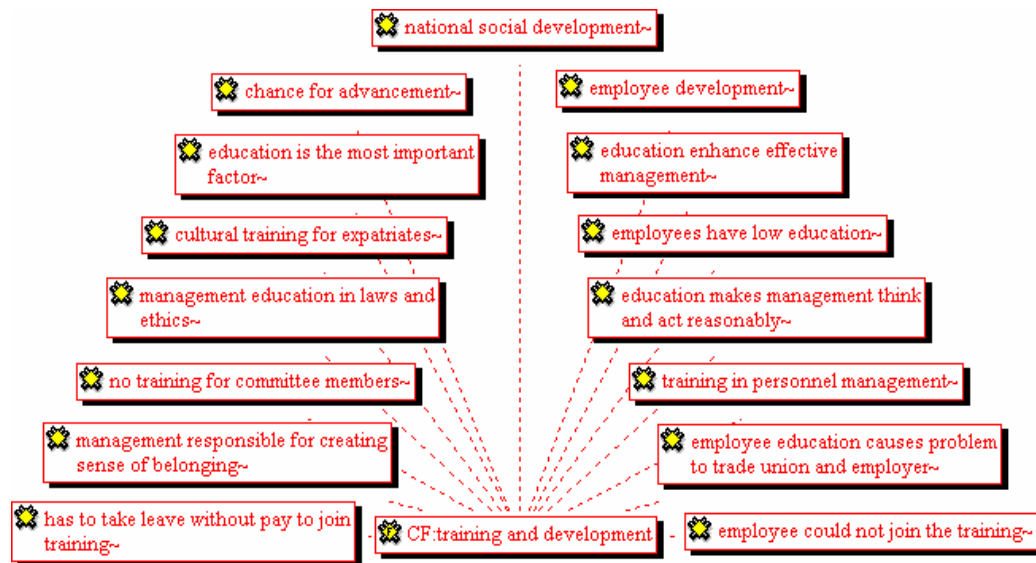 national social development~
chance for advancement~
employee development~
education is the most important
factor~
education enhance effective
management~
cultural training for expatriates~
employees have low education~
management education in laws and
ethics~
education makes management think
and act reasonably~
no training for committee members~
training in personnel management~
management responsible for creating
sense of belonging~
employee education causes problem
to trade union and employer~
has to take leave without pay to join
training~
CF:training and development
employee could not join the training~